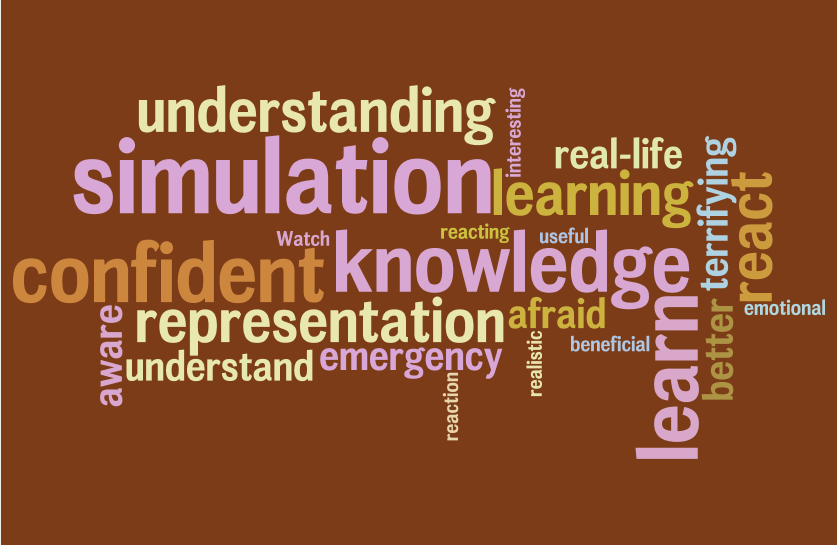 understanding
interesting
simulation
real-life
learning
terrifying
react
Watch
reacting
useful
confident
knowledge
learn
better
emotional
aware
representation
afraid
beneficial
understand
emergency
realistic
reaction